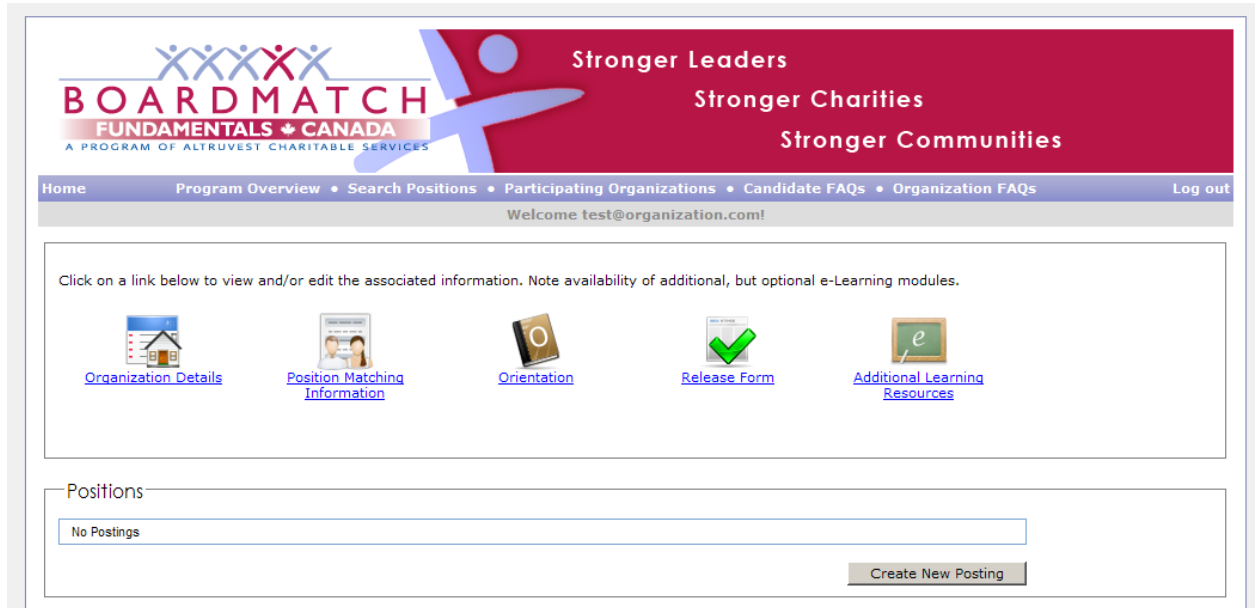 Stronger Leaders
Stronger Charities
Stronger Communities
BOARDMATCH
FUNDAMENTALS CANADA
A PROGRAM OF ALTRUVEST CHARITABLE SERVICES
Home Program Overview • Search Positions • Participating Organizations • Candidate FAQs • Organization FAQs Log out
Welcome test@organization.com!
Click on a link below to view and/or edit the associated information. Note availability of additional, but optional e-Learning modules.
O
e
Organization Details
Position Matching
Information
Orientation
Release Form
Additional Learning
Resources
Positions
No Postings
Create New Posting